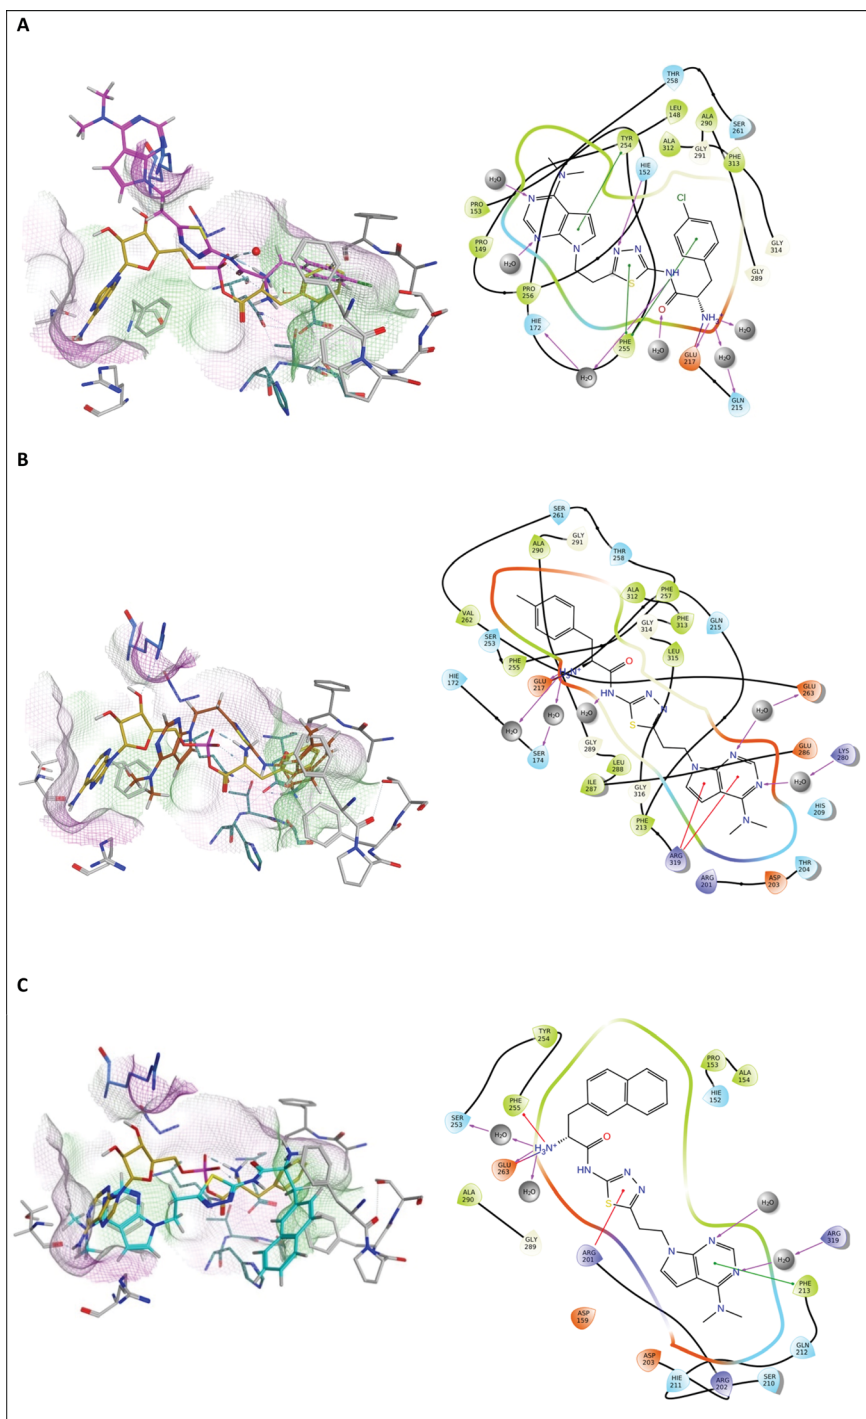 A
THR
258
LEU
148
ALA
290
SER
261
TYR
254
ALA
312
GLY
291
HIE
152
PHE
313
N
H₂O
N
Cl
PRO
153
N
N
N
N
GLY
314
PRO
149
H₂O
S
NH
GLY
289
PRO
256
O
HIE
172
NH
H₂O
PHE
255
H₂O
GLU
217
H₂O
H₂O
GLN
215
B
SER
261
ALA
290
GLY
291
THR
258
ALA
312
PHE
257
VAL
262
PHE
313
GLN
215
GLY
314
SER
253
LEU
315
PHE
255
O
HIE
172
GLU
217
H₃N⁺
GLU
263
NH
N
N
H₂O
H₂O
H₂O
H₂O
S
SER
174
GLY
289
GLU
286
LYS
280
LEU
288
N
N
H₂O
ILE
287
GLY
316
N
HIS
209
PHE
213
N
ARG
319
THR
204
ARG
201
ASP
203
C
TYR
254
PRO
153
ALA
154
PHE
255
HIE
152
SER
253
H₂O
H₃N⁺
O
GLU
263
NH
N
N
H₂O
ALA
290
S
H₂O
GLY
289
ARG
319
N
ARG
201
N
H₂O
N
PHE
213
ASP
159
N
GLN
212
ASP
203
HIE
211
ARG
202
SER
210